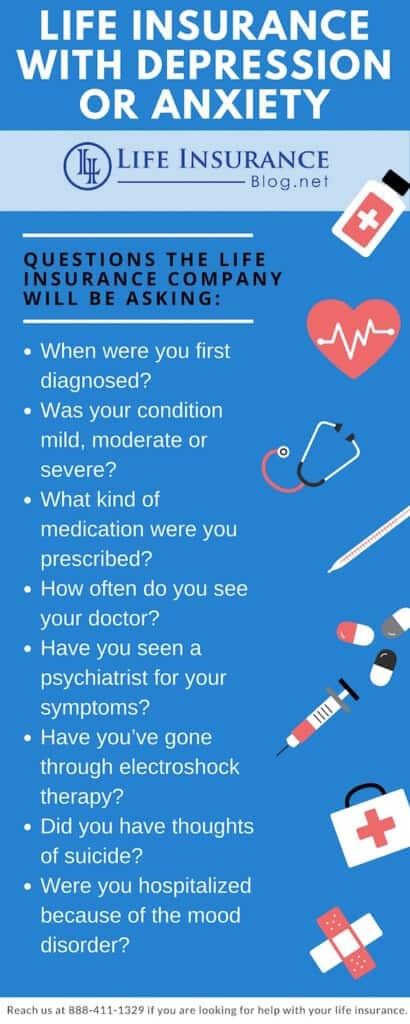 LIFE INSURANCE
WITH DEPRESSION
OR ANXIETY
LI
LIFE INSURANCE
Blog.net
QUESTIONS THE LIFE
INSURANCE COMPANY
WILL BE ASKING:
• When were you first
diagnosed?
• Was your condition
mild, moderate or
severe?
• What kind of
medication were you
prescribed?
• How often do you see
your doctor?
• Have you seen a
psychiatrist for your
symptoms?
• Have you've gone
through electroshock
therapy?
• Did you have thoughts
of suicide?
• Were you hospitalized
because of the mood
disorder?
Reach us at 888-411-1329 if you are looking for help with your life insurance.